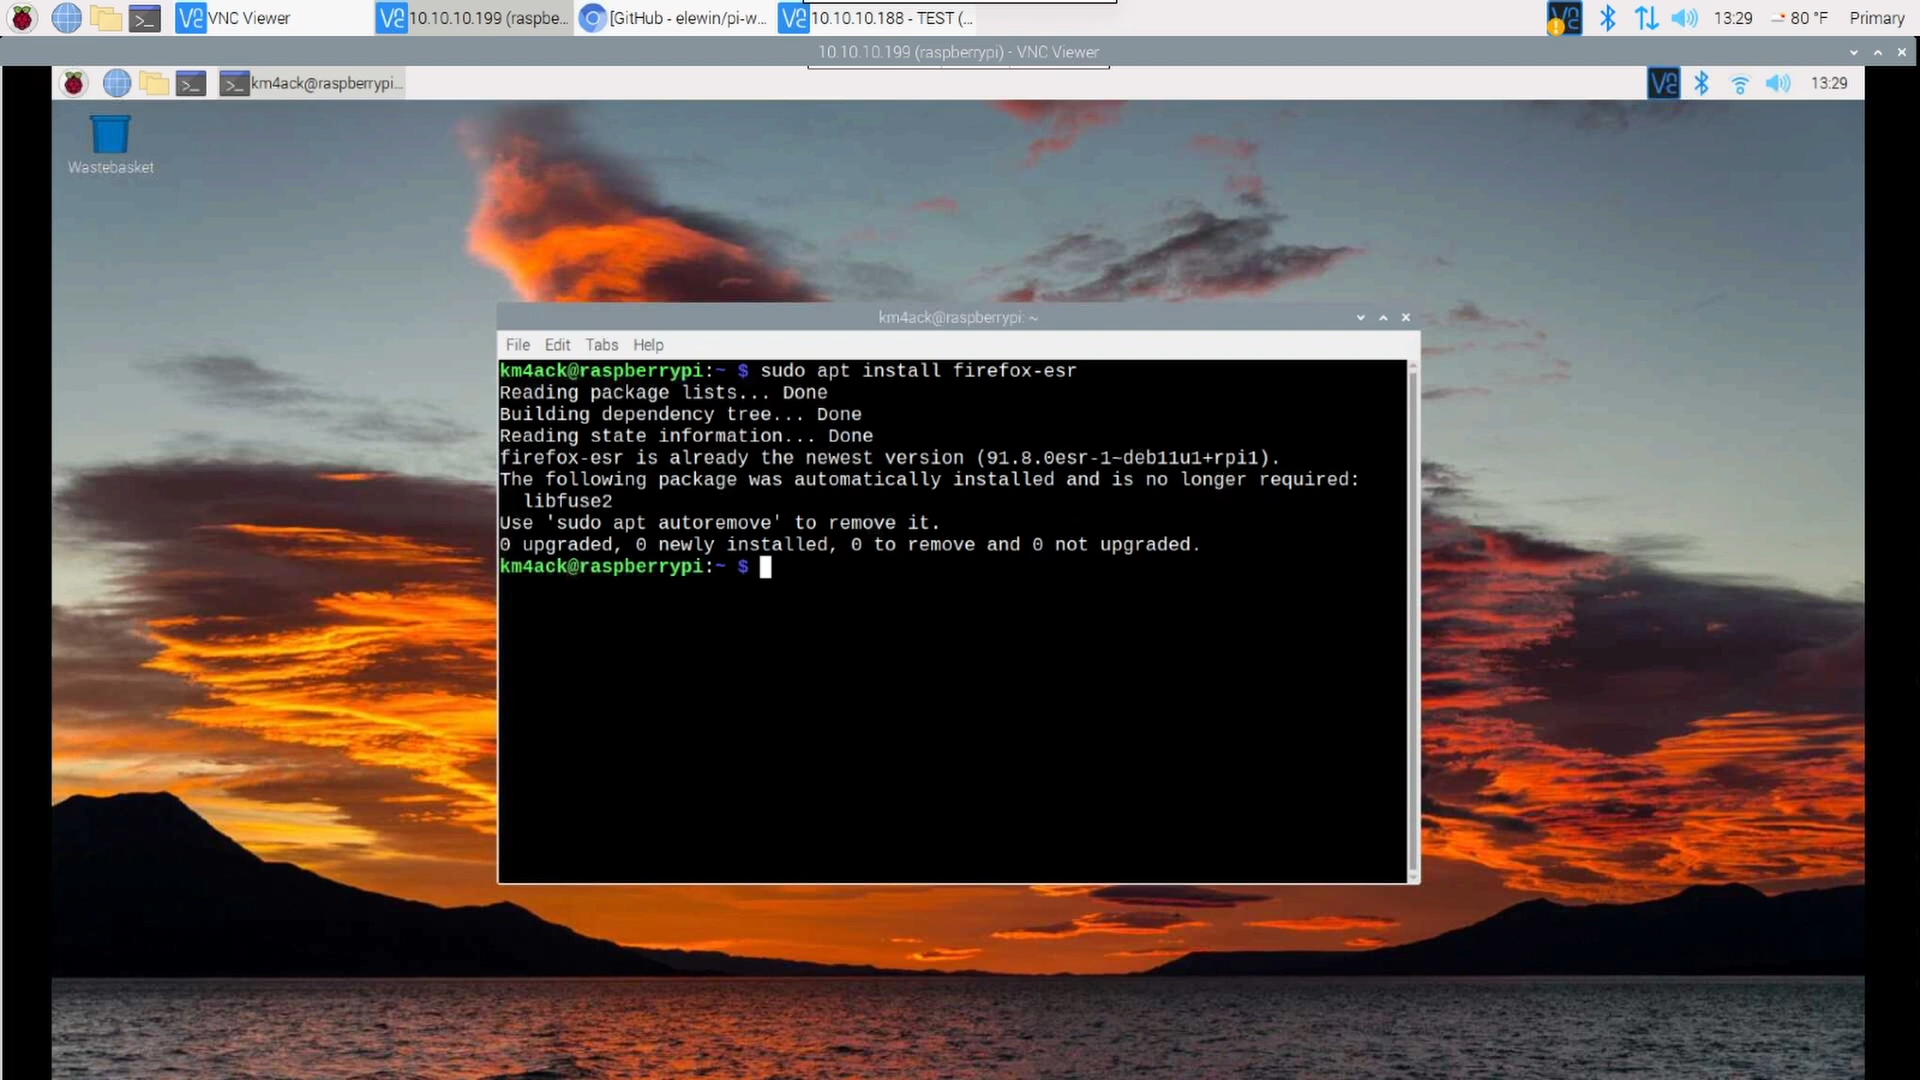 VNC Viewer
10.10.10.199 (raspbe...
[GitHub - elewin/pi-w...
10.10.10.188 - TEST (...
13:29
80 °F
Primary
10.10.10.199 (raspberrypi) - VNC Viewer
km4ack@raspberrypi...
13:29
Wastebasket
km4ack@raspberrypi: ~
File Edit Tabs Help
km4ack@raspberrypi:~ $ sudo apt install firefox-esr
Reading package lists... Done
Building dependency tree... Done
Reading state information... Done
firefox-esr is already the newest version (91.8.0esr-1~deb11u1+rpi1).
The following package was automatically installed and is no longer required:
  libfuse2
Use 'sudo apt autoremove' to remove it.
0 upgraded, 0 newly installed, 0 to remove and 0 not upgraded.
km4ack@raspberrypi:~ $